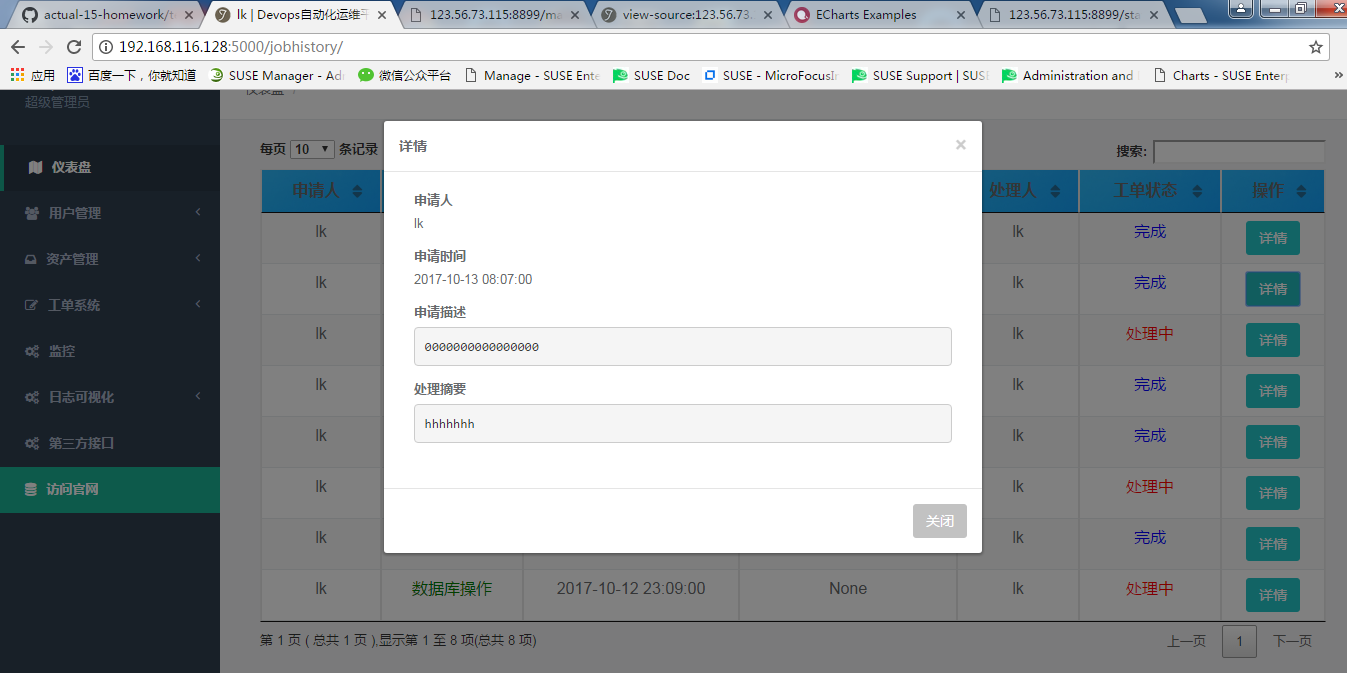 actual-15-homework/t
lk | Devops自动化运维平
123.56.73.115:8899/ma
view-source:123.56.73.
ECharts Examples
123.56.73.115:8899/sta
192.168.116.128:5000/jobhistory/
应用
百度一下，你就知道
SUSE Manager - Adr
微信公众平台
Manage - SUSE Ente
SUSE Doc
SUSE - MicroFocusIn
SUSE Support | SUSE
Administration and
Charts - SUSE Enterp
»
超级管理员
仪表盘
仪表盘
用户管理
资产管理
工单系统
监控
日志可视化
第三方接口
访问官网
每页 10 条记录
搜索:
申请人
处理人
工单状态
操作
lk lk 完成 详情
lk lk 完成 详情
lk lk 处理中 详情
lk lk 完成 详情
lk lk 完成 详情
lk lk 处理中 详情
lk lk 完成 详情
lk 数据库操作 2017-10-12 23:09:00 None lk 处理中 详情
第 1 页 ( 总共 1 页 ),显示第 1 至 8 项(总共 8 项)
上一页 1 下一页
详情 ×
申请人
lk
申请时间
2017-10-13 08:07:00
申请描述
0000000000000000
处理摘要
hhhhhhh
关闭